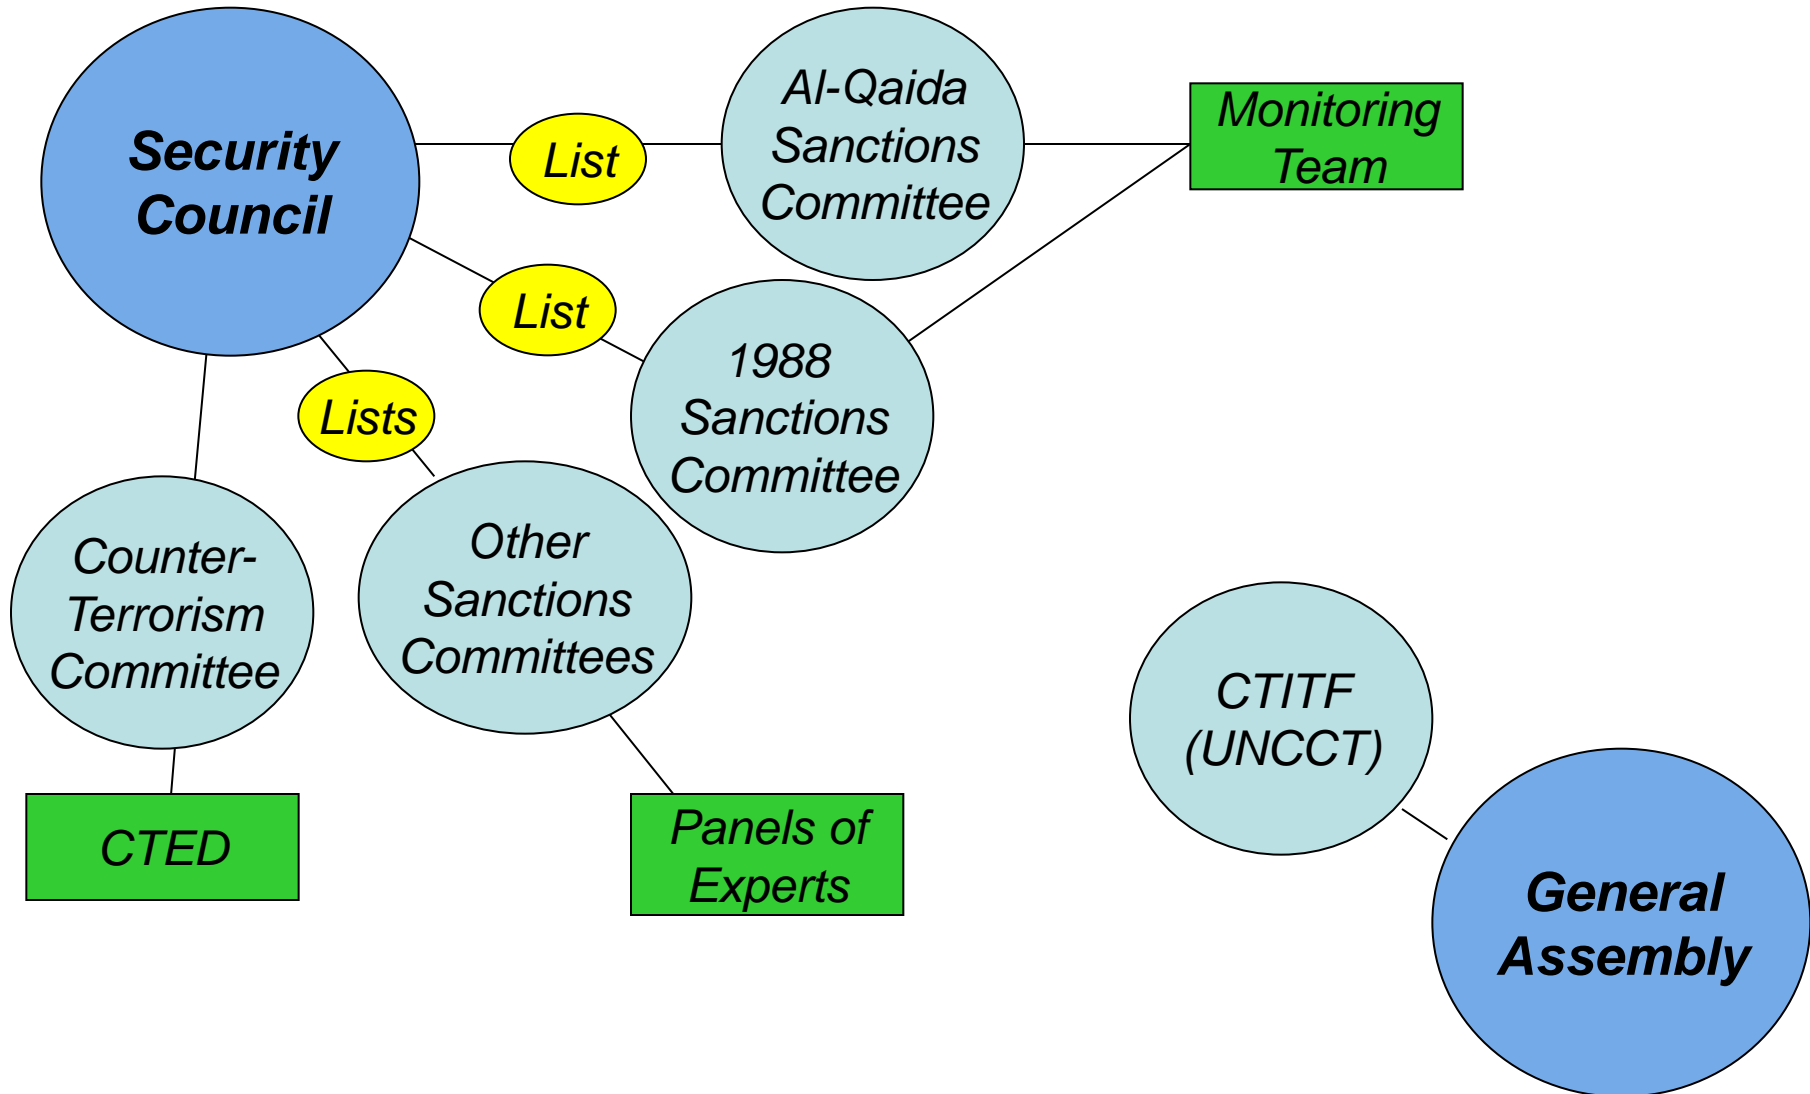 Security
Council
List
Al-Qaida
Sanctions
Committee
Monitoring
Team
List
1988
Sanctions
Committee
Lists
Counter-
Terrorism
Committee
Other
Sanctions
Committees
CTED
Panels of
Experts
CTITF
(UNCCT)
General
Assembly